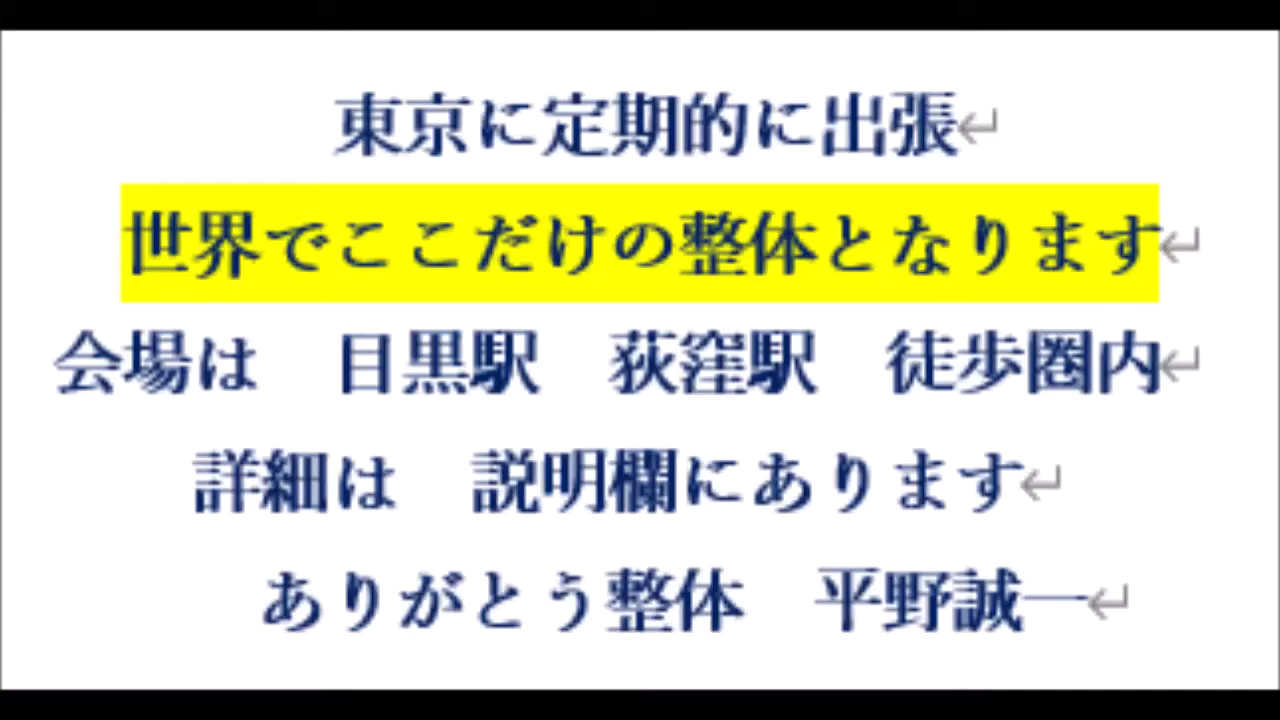 東京に定期的に出張
世界でここだけの整体となります
会場は　目黒駅　荻窪駅　徒歩圏内
詳細は　説明欄にあります
ありがとう整体　平野誠一